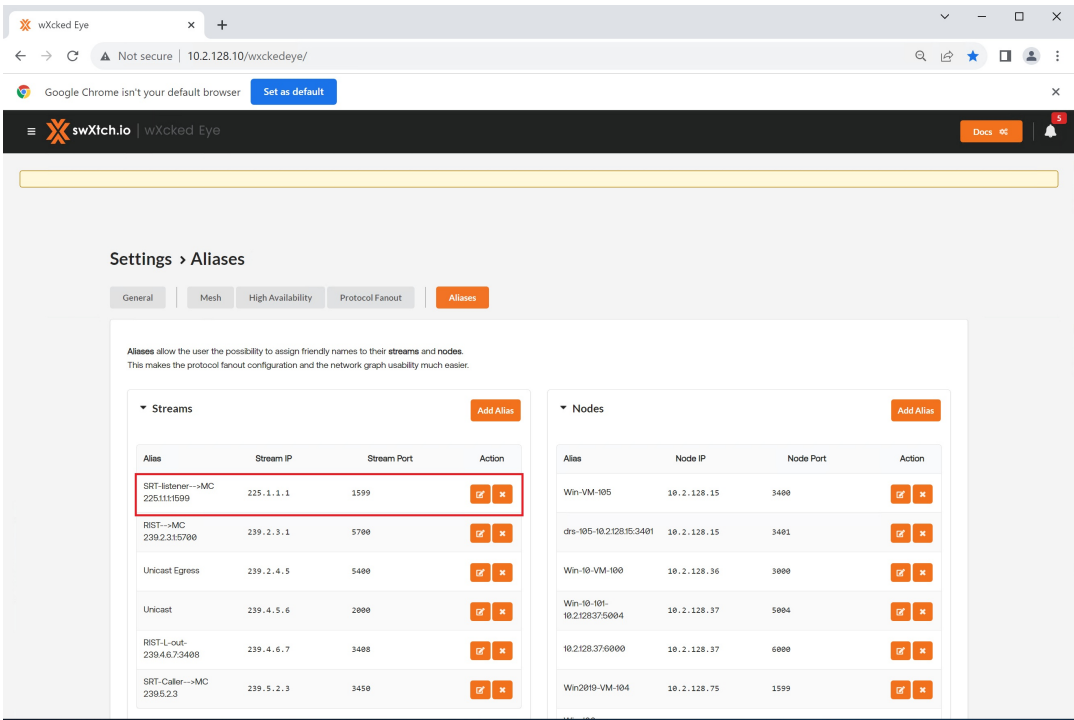 wXcked Eye
Not secure
10.2.128.10/wxckedeye/
Google Chrome isn't your default browser
Set as default
swXtch.io | wXcked Eye
Docs
5
Settings › Aliases
General
Mesh
High Availability
Protocol Fanout
Aliases
Aliases allow the user the possibility to assign friendly names to their streams and nodes.
This makes the protocol fanout configuration and the network graph usability much easier.
Streams
Add Alias
Alias Stream IP Stream Port Action
SRT-listener-->MC
225.1.1.1:1599
225.1.1.1 1599
RIST-->MC
239.2.3.1:5700
239.2.3.1 5700
Unicast Egress 239.2.4.5 5400
Unicast 239.4.5.6 2000
RIST-L-out-
239.4.6.7:3408
239.4.6.7 3408
SRT-Caller-->MC
239.5.2.3
239.5.2.3 3450
Nodes
Add Alias
Alias Node IP Node Port Action
Win-VM-105 10.2.128.15 3400
drs-105-10.2.128.15:3401 10.2.128.15 3401
Win-10-VM-100 10.2.128.36 3000
Win-10-101-
10.2.12837:5004
10.2.128.37 5004
10.2.128.37:6000 10.2.128.37 6000
Win2019-VM-104 10.2.128.75 1599